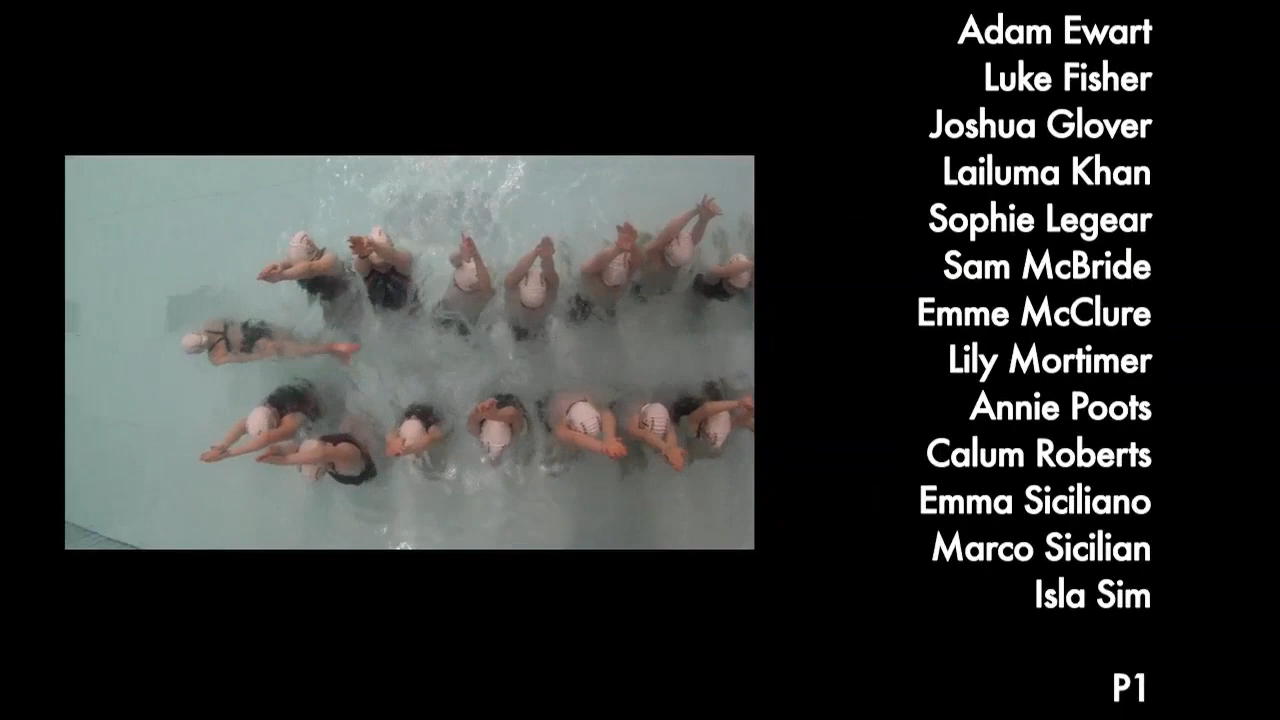 Adam Ewart
Luke Fisher
Joshua Glover
Lailuma Khan
Sophie Legear
Sam McBride
Emme McClure
Lily Mortimer
Annie Poots
Calum Roberts
Emma Siciliano
Marco Sicilian
Isla Sim
P1